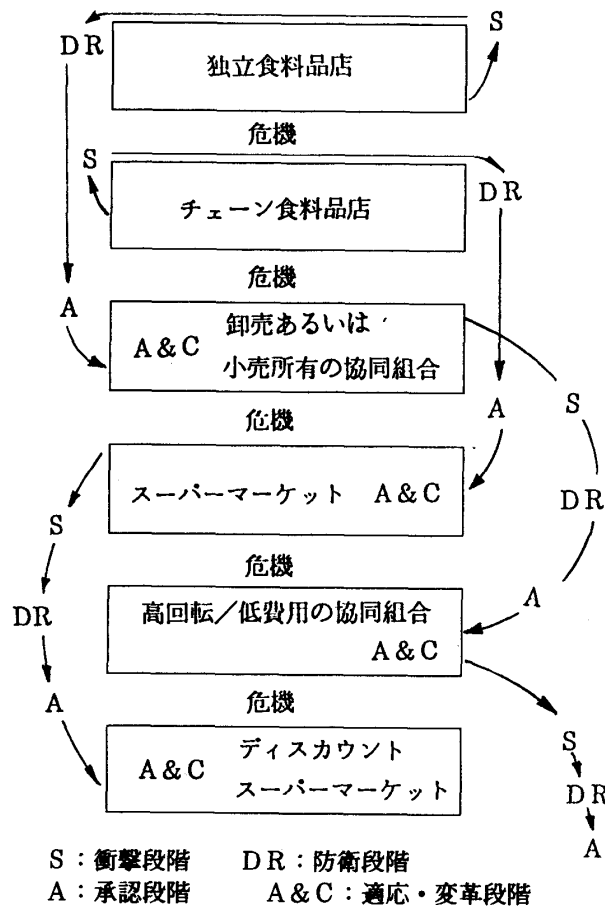 S
DR
独立食料品店
危機
S
DR
チェーン食料品店
危機
A
A&C 卸売あるいは
小売所有の協同組合
S
A
危機
スーパーマーケット A&C
DR
S
危機
A
DR
高回転/低費用の協同組合
A&C
A
危機
S
A&C ディスカウント
スーパーマーケット
DR
A
S:衝撃段階 DR:防衛段階
A:承認段階 A&C:適応・変革段階